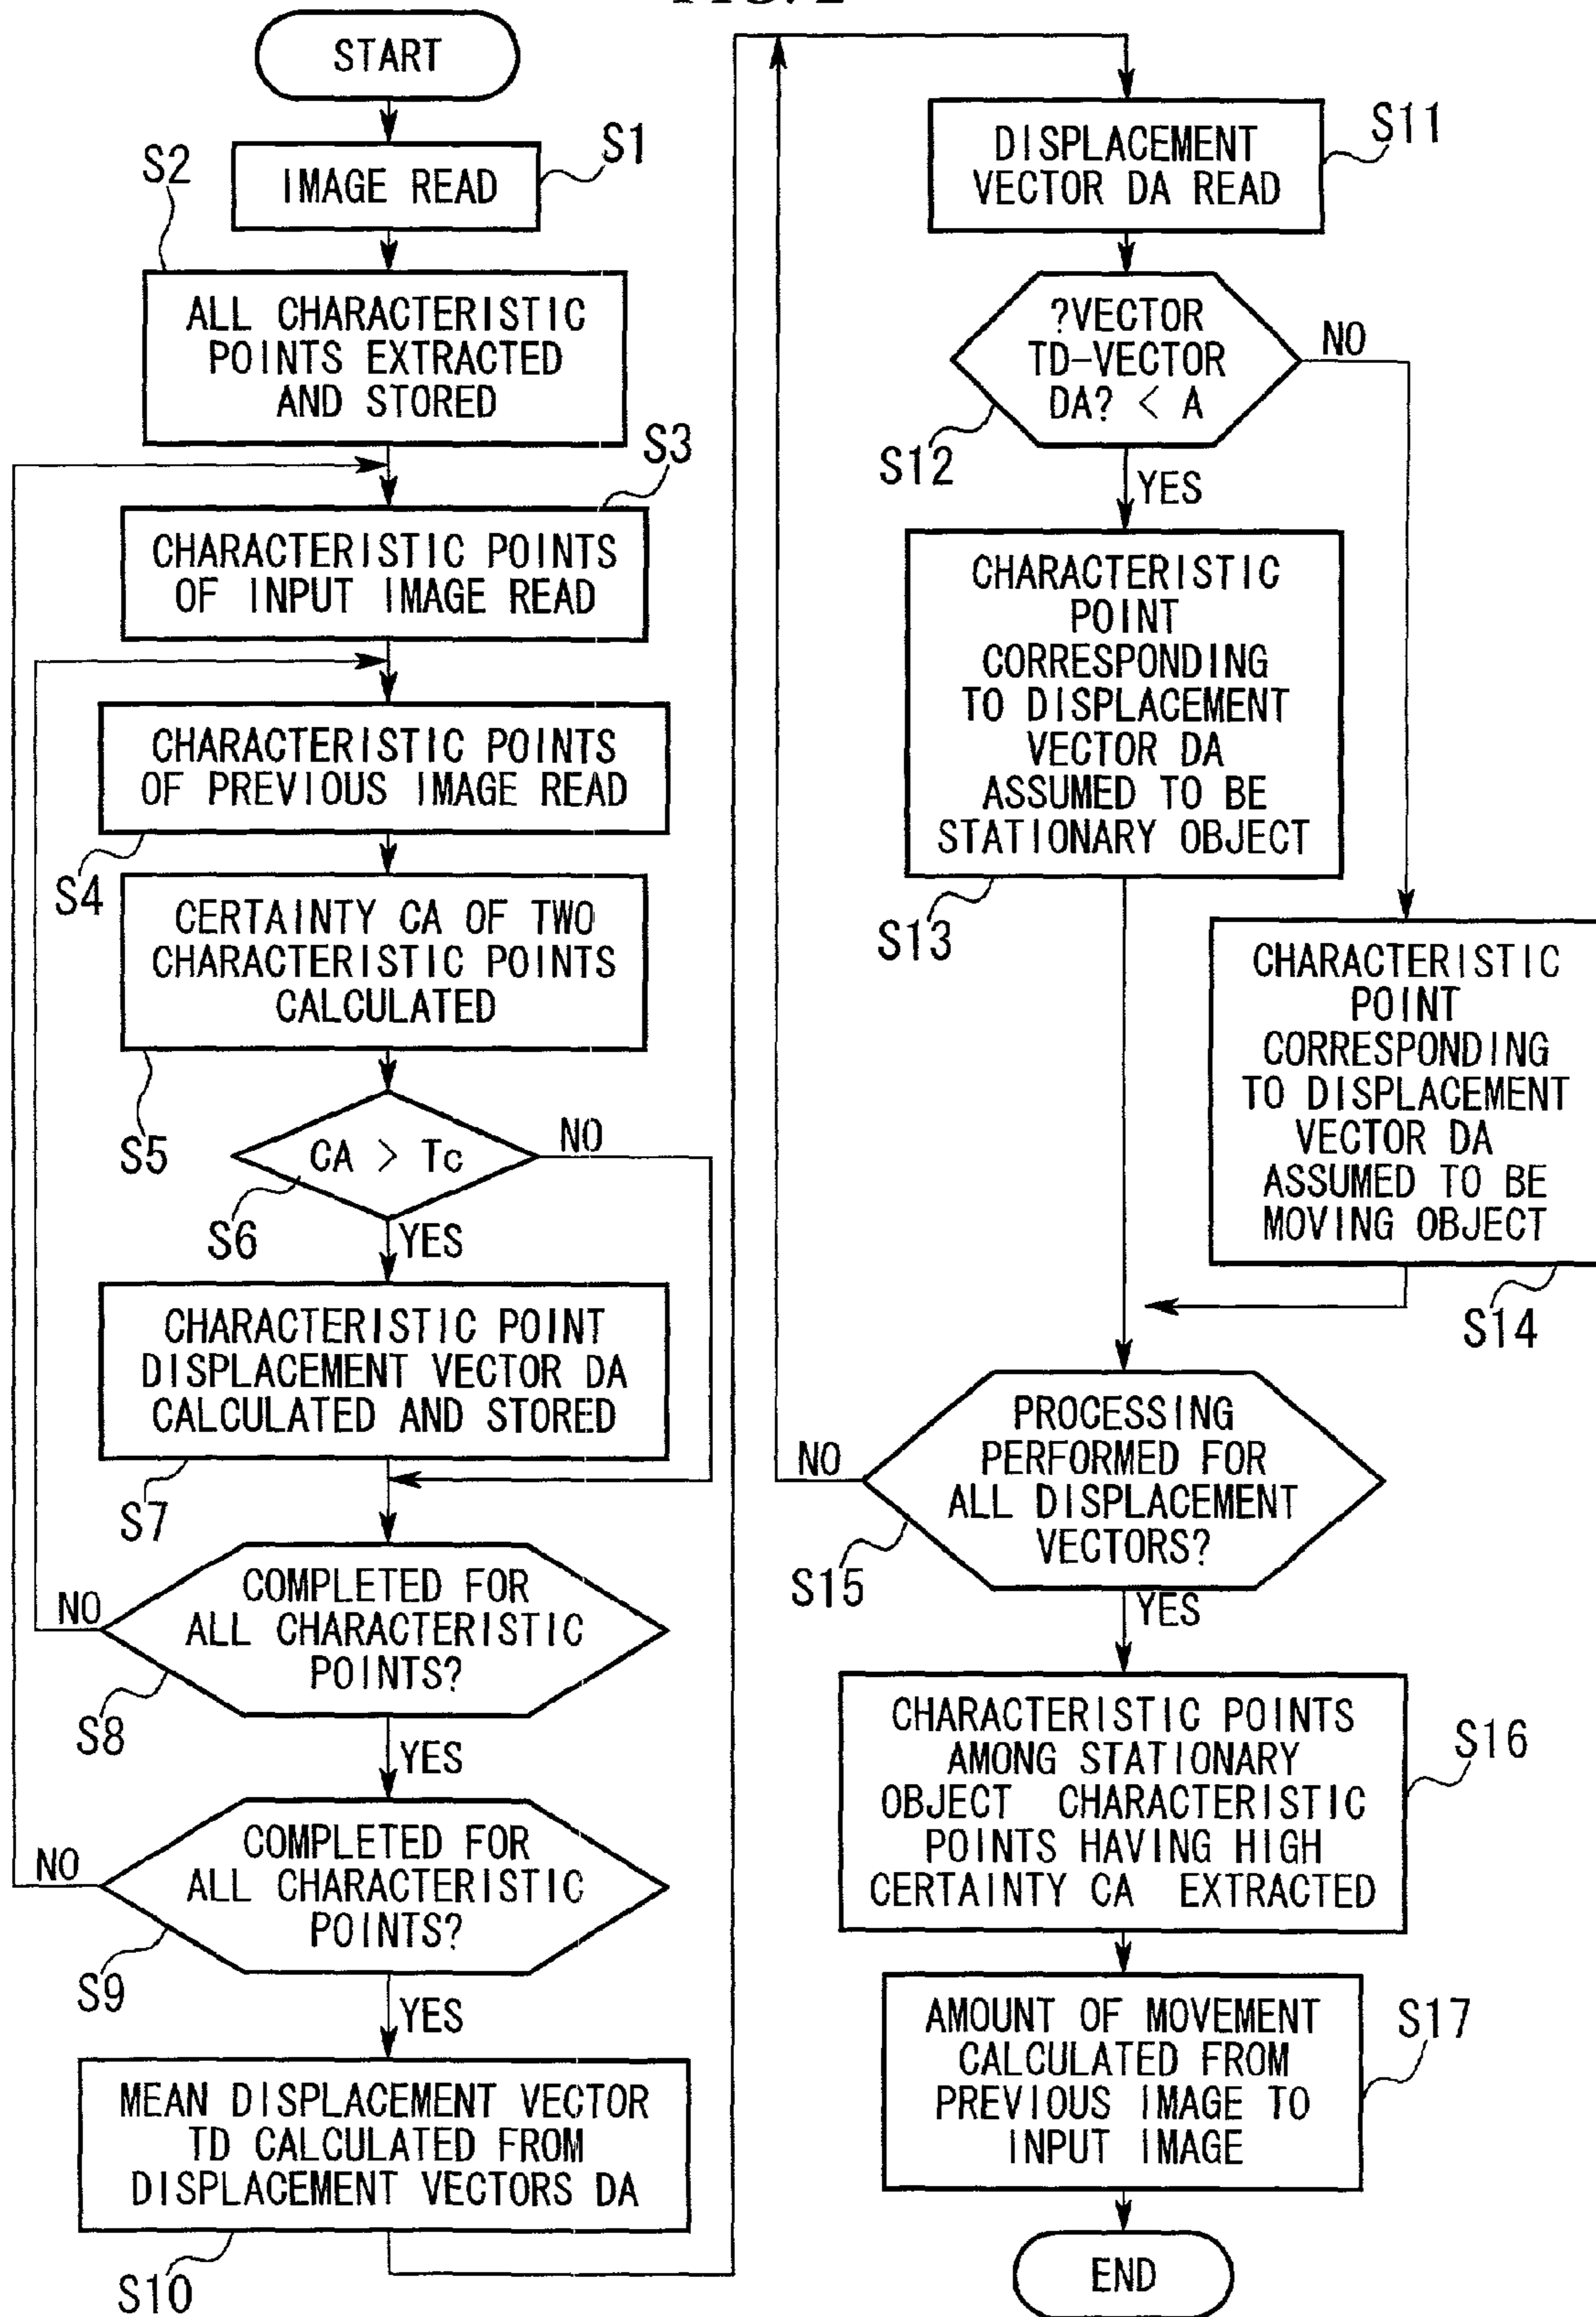 START
S1
IMAGE READ
S2
ALL CHARACTERISTIC
POINTS EXTRACTED
AND STORED
S3
CHARACTERISTIC POINTS
OF INPUT IMAGE READ
CHARACTERISTIC POINTS
OF PREVIOUS IMAGE READ
S4
CERTAINTY CA OF TWO
CHARACTERISTIC POINTS
CALCULATED
S5
CA > Tc
NO
S6
YES
CHARACTERISTIC POINT
DISPLACEMENT VECTOR DA
CALCULATED AND STORED
S7
COMPLETED FOR
ALL CHARACTERISTIC
POINTS?
NO
S8
YES
COMPLETED FOR
ALL CHARACTERISTIC
POINTS?
NO
S9
YES
MEAN DISPLACEMENT VECTOR
TD CALCULATED FROM
DISPLACEMENT VECTORS DA
S10
DISPLACEMENT
VECTOR DA READ
S11
?VECTOR
TD-VECTOR
DA? < A
NO
S12
YES
CHARACTERISTIC
POINT
CORRESPONDING
TO DISPLACEMENT
VECTOR DA
ASSUMED TO BE
STATIONARY OBJECT
S13
CHARACTERISTIC
POINT
CORRESPONDING
TO DISPLACEMENT
VECTOR DA
ASSUMED TO BE
MOVING OBJECT
S14
PROCESSING
PERFORMED FOR
ALL DISPLACEMENT
VECTORS?
NO
S15
YES
CHARACTERISTIC POINTS
AMONG STATIONARY
OBJECT CHARACTERISTIC
POINTS HAVING HIGH
CERTAINTY CA EXTRACTED
S16
AMOUNT OF MOVEMENT
CALCULATED FROM
PREVIOUS IMAGE TO
INPUT IMAGE
S17
END